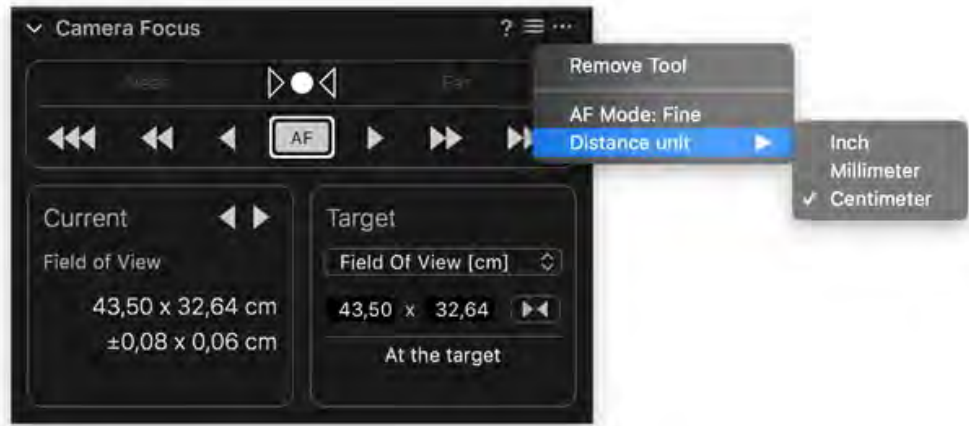 Camera Focus
?
Near
Far
AF
Current
Field of View
43,50 x 32,64 cm
±0,08 x 0,06 cm
Target
Field Of View [cm]
43,50 x 32,64
At the target
Remove Tool
AF Mode: Fine
Distance unit
Inch
Millimeter
✓ Centimeter